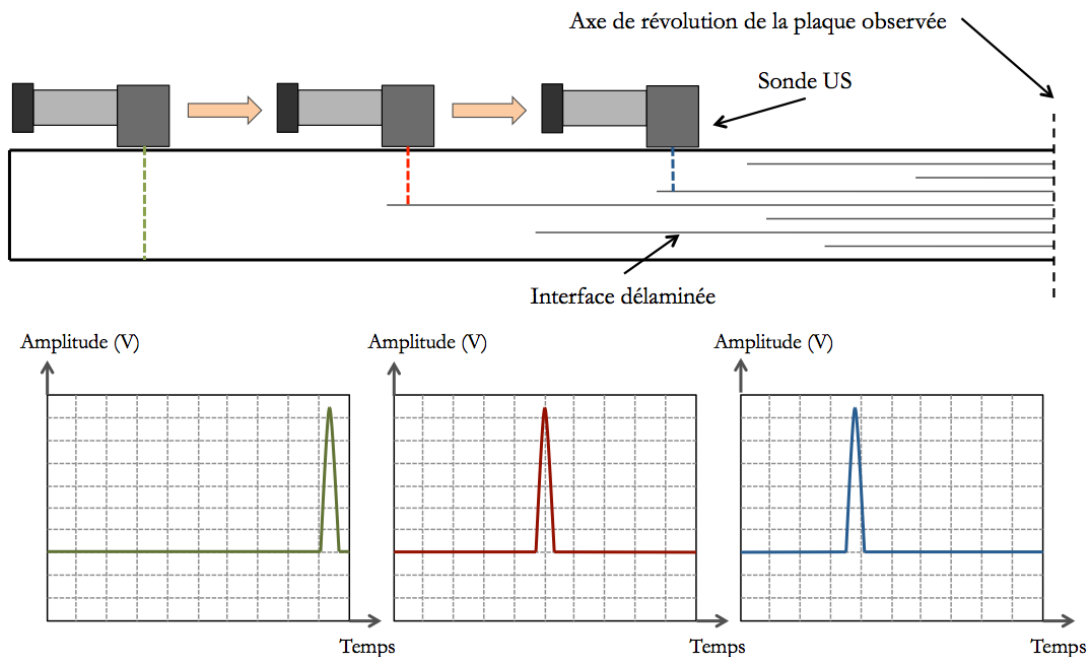 Axe de révolution de la plaque observée
Sonde US
Interface délaminée
Amplitude (V)
Amplitude (V)
Amplitude (V)
Temps
Temps
Temps